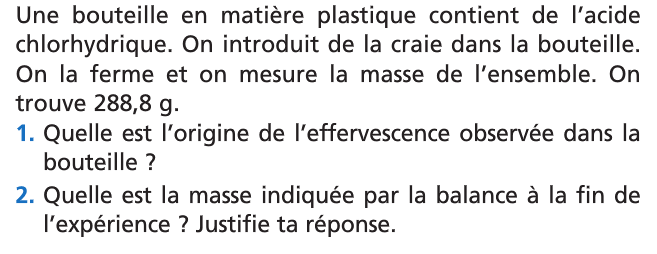 Une bouteille en matière plastique contient de l’acide
chlorhydrique. On introduit de la craie dans la bouteille.
On la ferme et on mesure la masse de l’ensemble. On
trouve 288,8 g.
1. Quelle est l’origine de l’effervescence observée dans la
bouteille ?
2. Quelle est la masse indiquée par la balance à la fin de
l’expérience ? Justifie ta réponse.